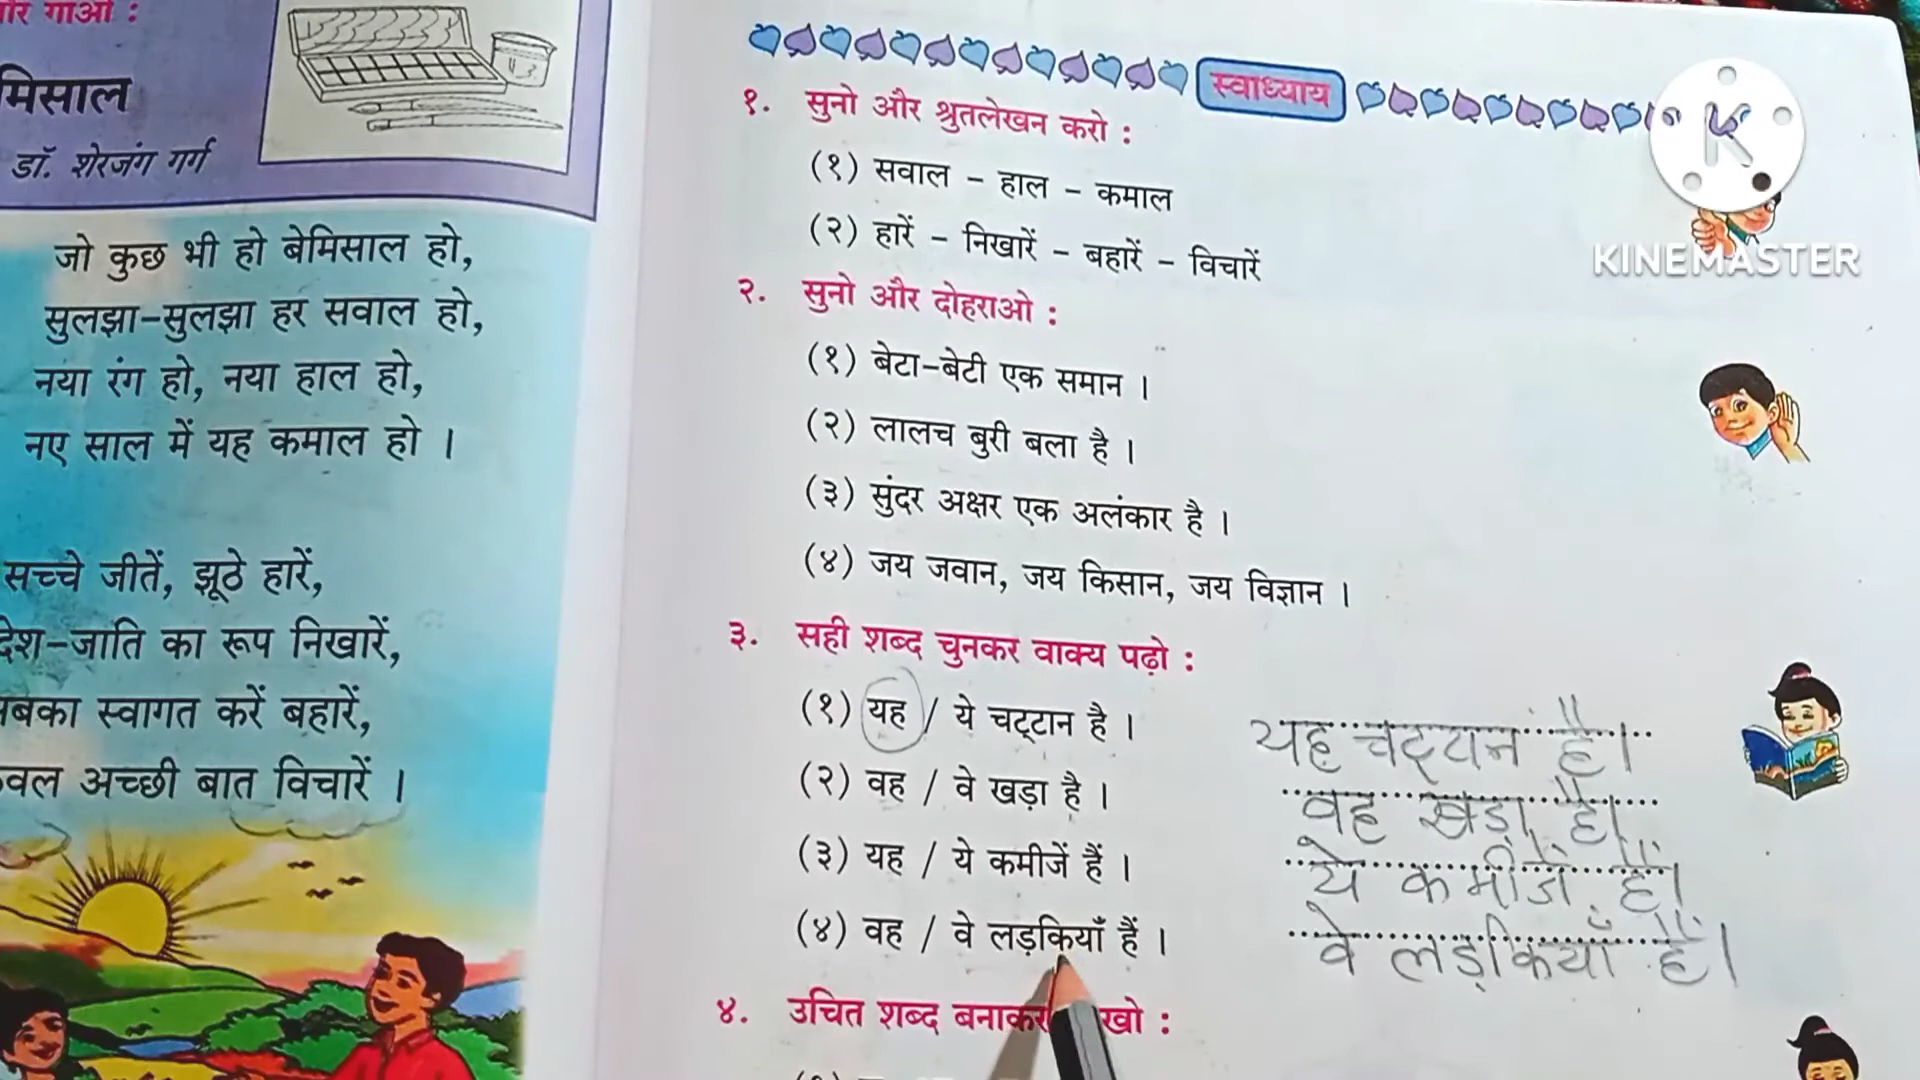 गाओ :
मिसाल
डॉ. शेरजंग गर्ग
जो कुछ भी हो बेमिसाल हो,
सुलझा-सुलझा हर सवाल हो,
नया रंग हो, नया हाल हो,
नए साल में यह कमाल हो ।
सच्चे जीतें, झूठे हारें,
देश-जाति का रूप निखारें,
बका स्वागत करें बहारें,
वल अच्छी बात विचारें ।
स्वाध्याय
१. सुनो और श्रुतलेखन करो :
(१) सवाल - हाल - कमाल
(२) हारें - निखारें - बहारें - विचारें
२. सुनो और दोहराओ :
(१) बेटा-बेटी एक समान ।
(२) लालच बुरी बला है ।
(३) सुंदर अक्षर एक अलंकार है ।
(४) जय जवान, जय किसान, जय विज्ञान ।
३. सही शब्द चुनकर वाक्य पढ़ो :
(१) यह / ये चट्टान है । यह चट्टान है।
(२) वह / वे खड़ा है । वह खड़ा है।
(३) यह / ये कमीजें हैं । ये कमीजें हैं।
(४) वह / वे लड़कियाँ हैं । वे लड़कियाँ हैं।
४. उचित शब्द बनाकर खो :
K
KINEMASTER